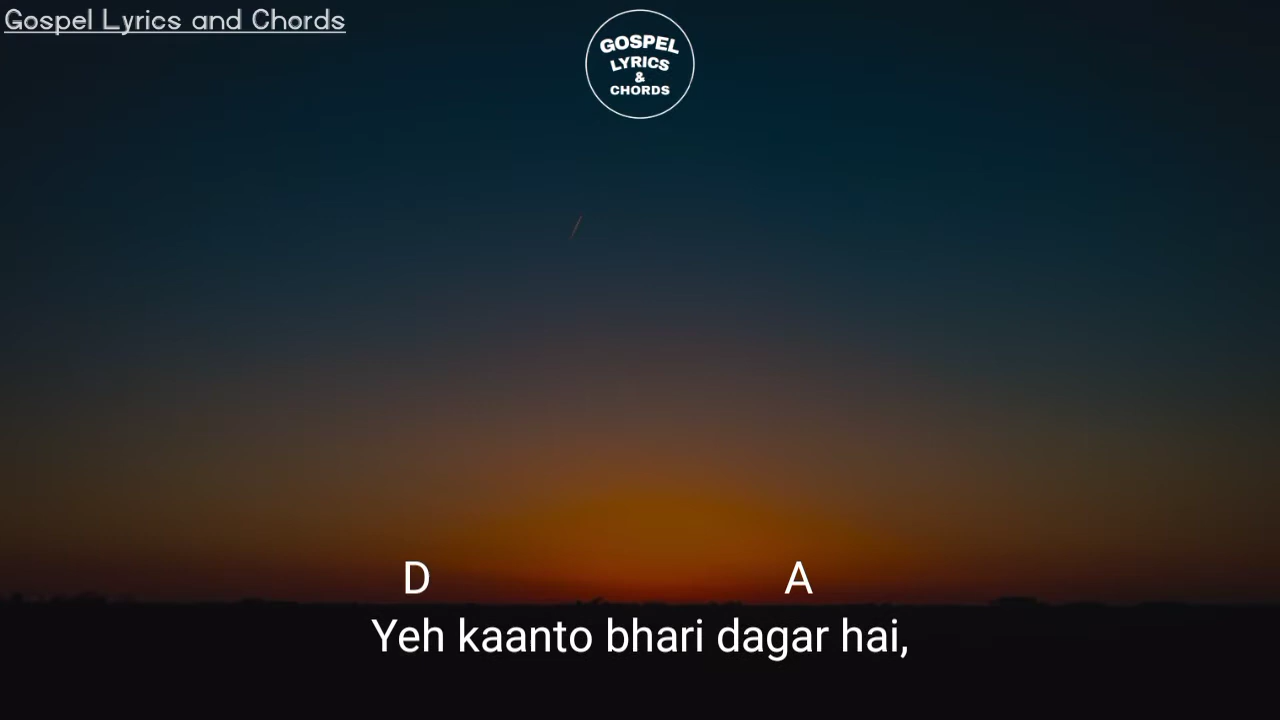 Gospel Lyrics and Chords
GOSPEL
LYRICS
&
CHORDS
D A
Yeh kaanto bhari dagar hai,